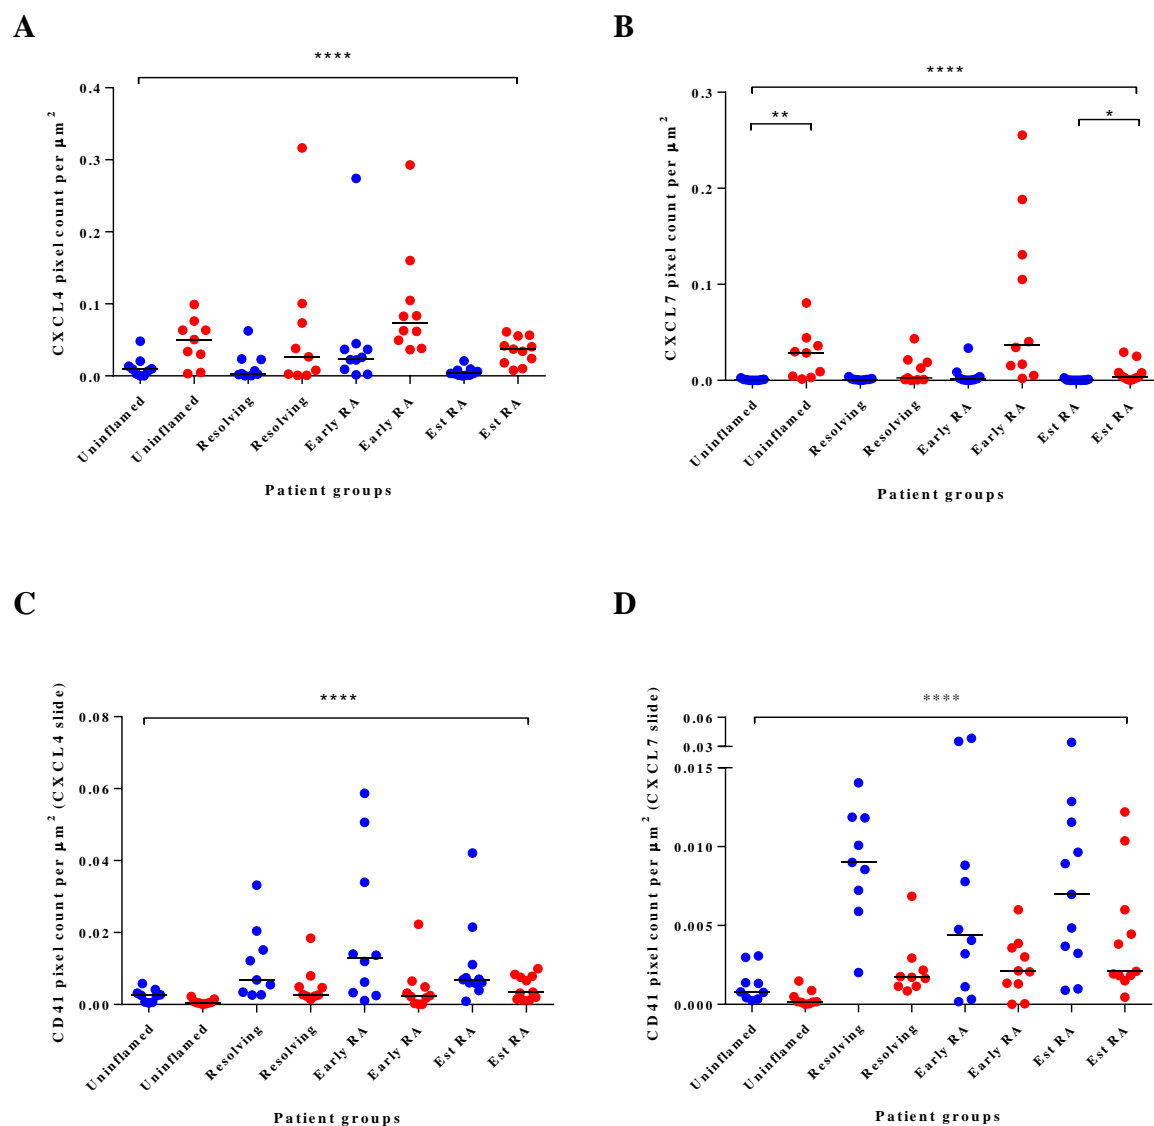 A
****
CXCL4 pixel count per μm²
0.4
0.3
0.2
0.1
0.0
Uninflamed
Uninflamed
Resolving
Resolving
Early RA
Early RA
Est RA
Est RA
Patient groups
B
****
**
*
CXCL7 pixel count per μm²
0.3
0.2
0.1
0.0
Uninflamed
Uninflamed
Resolving
Resolving
Early RA
Early RA
Est RA
Est RA
Patient groups
C
****
CD41 pixel count per μm² (CXCL4 slide)
0.08
0.06
0.04
0.02
0.00
Uninflamed
Uninflamed
Resolving
Resolving
Early RA
Early RA
Est RA
Est RA
Patient groups
D
****
CD41 pixel count per μm² (CXCL7 slide)
0.06
0.03
0.015
0.010
0.005
0.000
Uninflamed
Uninflamed
Resolving
Resolving
Early RA
Early RA
Est RA
Est RA
Patient groups